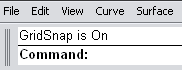 File Edit View Curve Surface
GridSnap is On
Command: